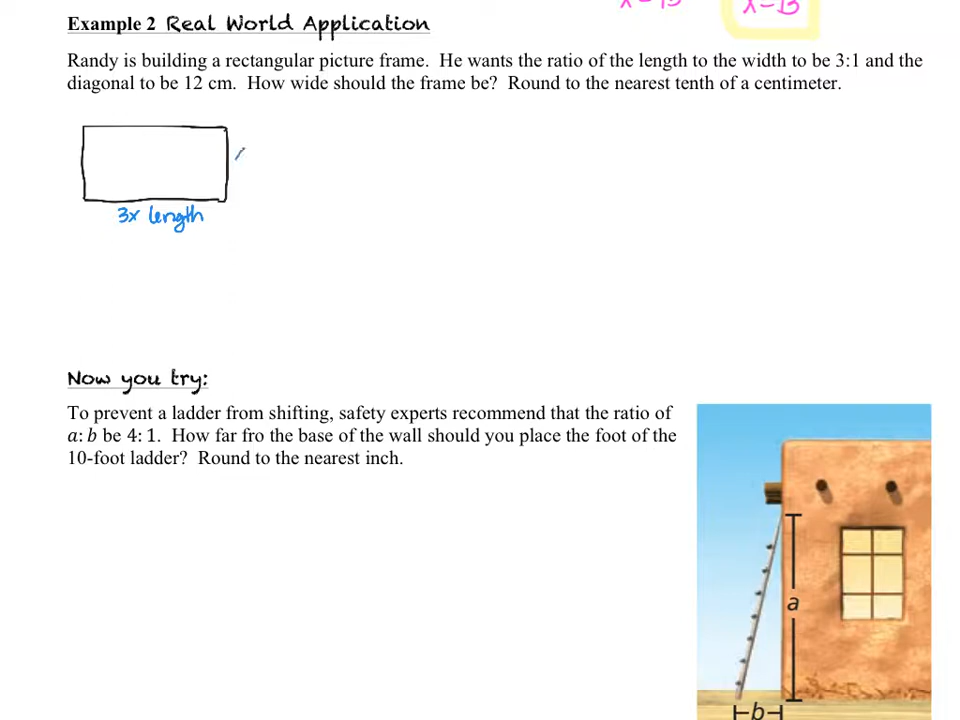 Example 2 Real World Application
Randy is building a rectangular picture frame. He wants the ratio of the length to the width to be 3:1 and the
diagonal to be 12 cm. How wide should the frame be? Round to the nearest tenth of a centimeter.
3x length
Now you try:
To prevent a ladder from shifting, safety experts recommend that the ratio of
a: b be 4: 1. How far fro the base of the wall should you place the foot of the
10-foot ladder? Round to the nearest inch.
a
b